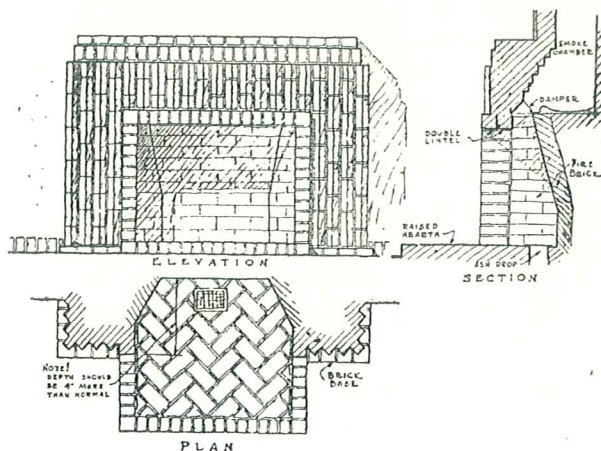 SMOKE
CHAMBER
DAMPER
DOUBLE
LINTEL
FIRE
BRICK
RAISED
HEARTH
ASH DROP
ELEVATION
SECTION
NOTE!
DEPTH SHOULD
BE 4" MORE
THAN NORMAL
BRICK
BASE
PLAN